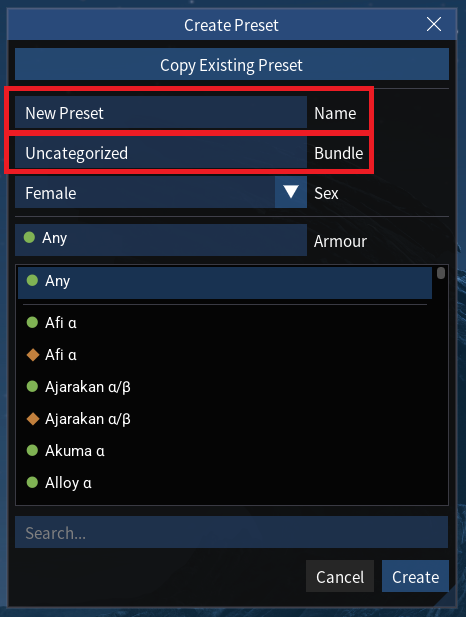 Create Preset
Copy Existing Preset
New Preset Name
Uncategorized Bundle
Female Sex
Any Armour
Any
Afi α
Afi α
Ajarakan α/β
Ajarakan α/β
Akuma α
Alloy α
Search...
Cancel Create